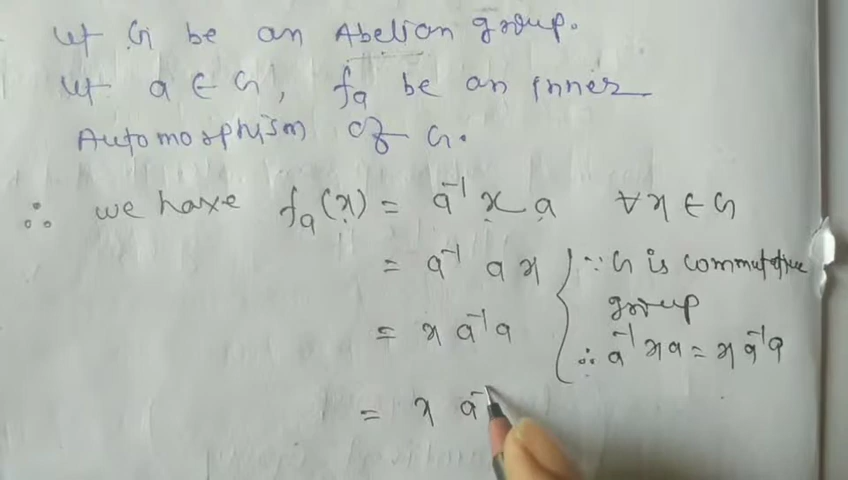 Let G be an Abelian group.
Let a ∈ G, fₐ be an inner
Automorphism of G.
∴ we have fₐ(x) = a⁻¹ x a ∀ x ∈ G
= a⁻¹ a x { ∵ G is commutative
group
= x a⁻¹ a
∴ a⁻¹ x a = x a⁻¹ a
= x a⁻